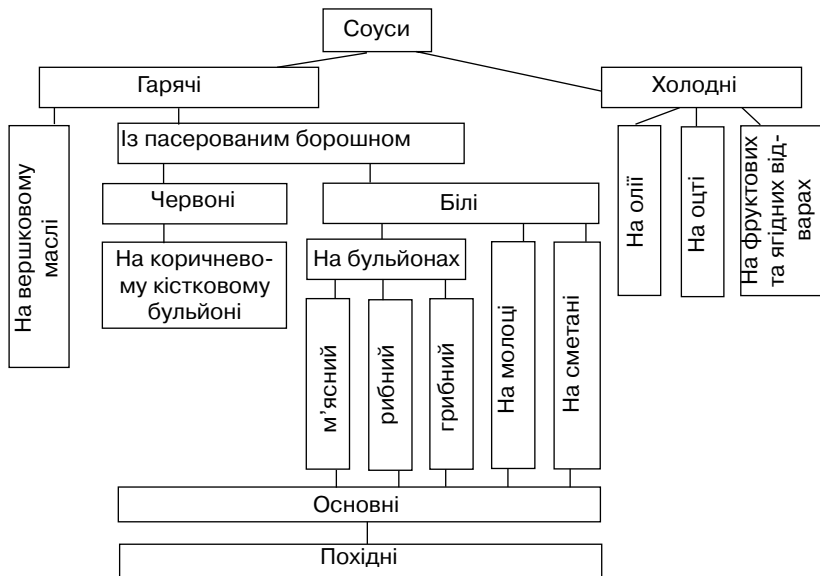 Соуси
Гарячі
Холодні
На вершковому
маслі
Із пасерованим борошном
Червоні
На коричнево-
му кістковому
бульйоні
Білі
На бульйонах
м’ясний
рибний
грибний
На молоці
На сметані
На олії
На оцті
На фруктових
та ягідних від-
варах
Основні
Похідні